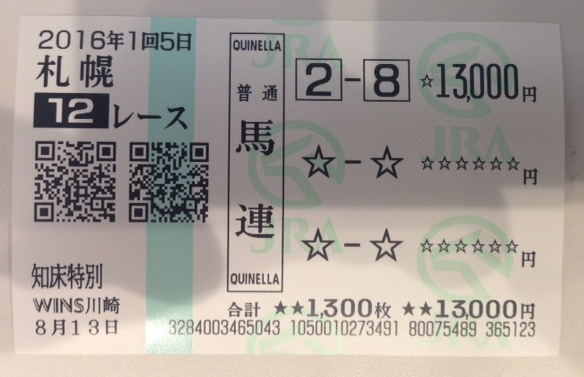 2016年1回5日
札幌
12レース
知床特別
WINS川崎
8月13日
QUINELLA
普通
馬連
QUINELLA
2-8 ☆13,000円
☆-☆ ☆☆☆☆☆☆円
☆-☆ ☆☆☆☆☆☆円
合計 ★★1,300枚 ★★13,000円
3284003465043 1050010273491 80075489 365123
JRA
JRA
JRA
JRA